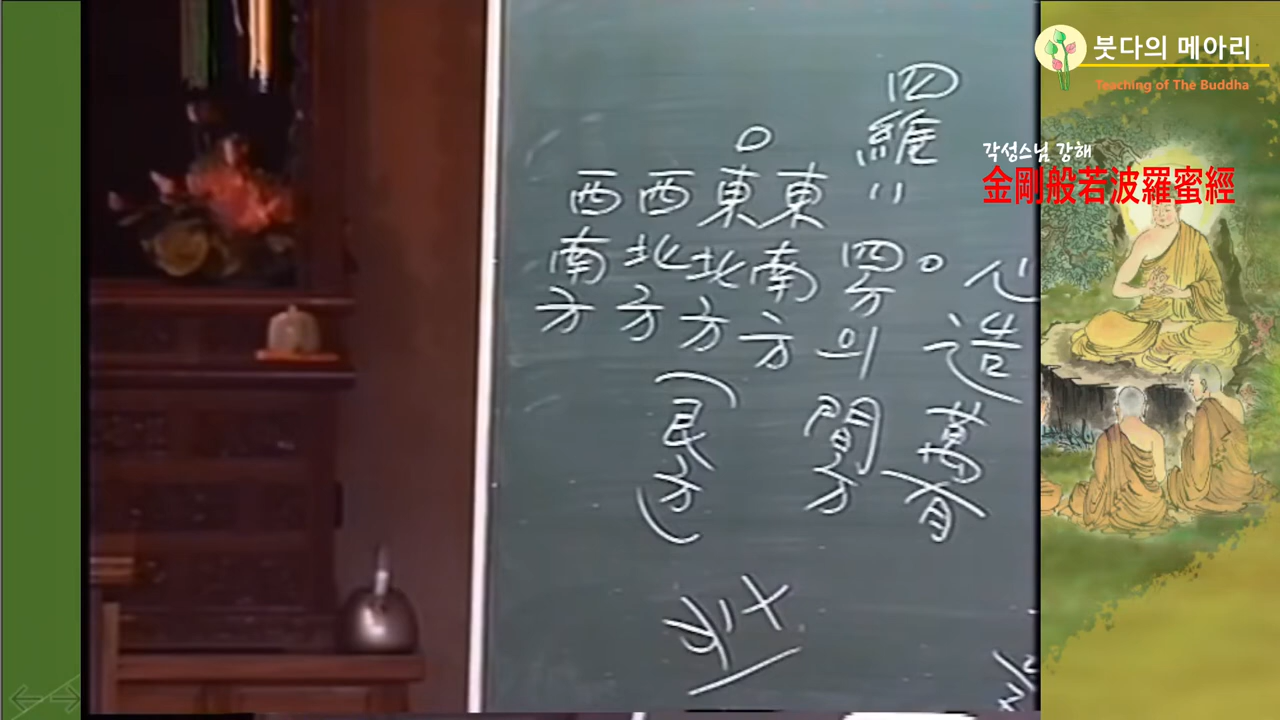 붓다의 메아리
Teaching of The Buddha
각성스님 강해
金剛般若波羅蜜經
心造萬有
四維 = 四方의 間方
東南方
東北方 (艮方)
西北方
西南方